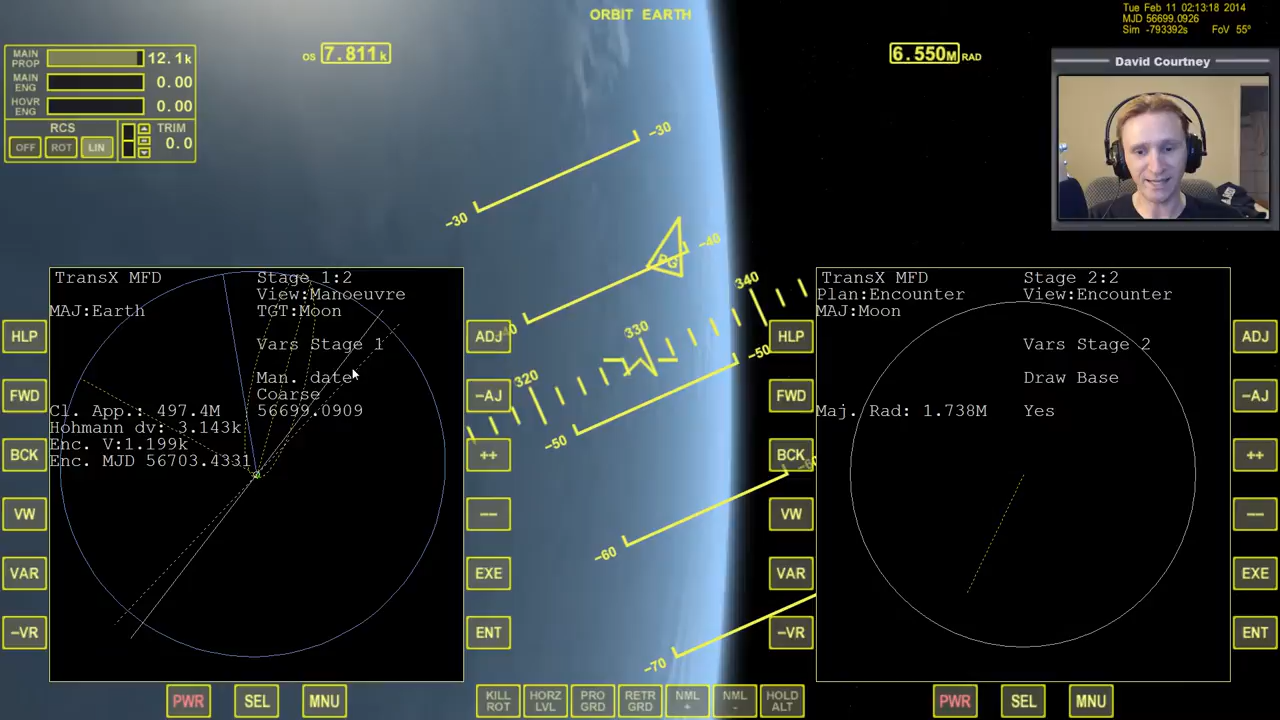 ORBIT EARTH
Tue Feb 11 02:13:18 2014
MJD 56699.0926
Sim -793392s FoV 55°
MAIN PROP 12.1k
MAIN ENG 0.00
HOVR ENG 0.00
RCS
TRIM
OFF ROT LIN
0.0
OS 7.811k
6.550M RAD
David Courtney
-30
-30
-40
PG
340
330
320
-50
-50
-60
-70
TransX MFD
Stage 1:2
View:Manoeuvre
MAJ:Earth
TGT:Moon
Vars Stage 1
Man. date
Coarse
Cl. App.: 497.4M
56699.0909
Hohmann dv: 3.143k
Enc. V:1.199k
Enc. MJD 56703.4331
HLP
FWD
BCK
VW
VAR
-VR
ADJ
-AJ
++
--
EXE
ENT
PWR SEL MNU
KILL ROT
HORZ LVL
PRO GRD
RETR GRD
NML +
NML -
HOLD ALT
TransX MFD
Stage 2:2
Plan:Encounter
View:Encounter
MAJ:Moon
Vars Stage 2
Draw Base
Maj. Rad: 1.738M
Yes
HLP
FWD
BCK
VW
VAR
-VR
ADJ
-AJ
++
--
EXE
ENT
PWR SEL MNU